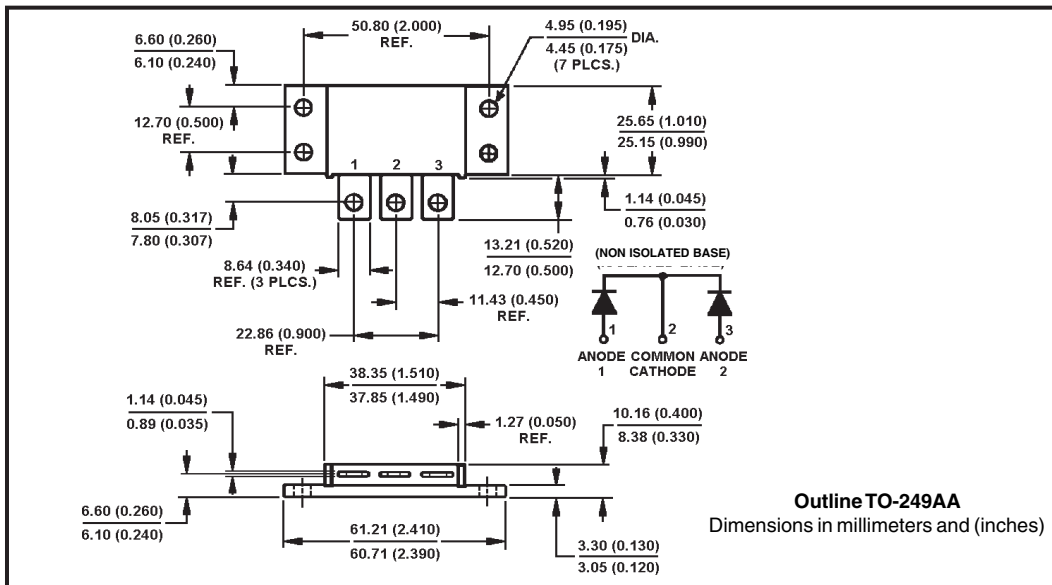 50.80 (2.000)
REF.
4.95 (0.195)
4.45 (0.175)
DIA.
(7 PLCS.)
6.60 (0.260)
6.10 (0.240)
12.70 (0.500)
REF.
25.65 (1.010)
25.15 (0.990)
1 2 3
8.05 (0.317)
7.80 (0.307)
1.14 (0.045)
0.76 (0.030)
13.21 (0.520)
12.70 (0.500)
8.64 (0.340)
REF. (3 PLCS.)
11.43 (0.450)
REF.
22.86 (0.900)
REF.
(NON ISOLATED BASE)
1 2 3
ANODE COMMON ANODE
1 CATHODE 2
38.35 (1.510)
37.85 (1.490)
1.14 (0.045)
0.89 (0.035)
1.27 (0.050)
REF.
10.16 (0.400)
8.38 (0.330)
6.60 (0.260)
6.10 (0.240)
61.21 (2.410)
60.71 (2.390)
3.30 (0.130)
3.05 (0.120)
Outline TO-249AA
Dimensions in millimeters and (inches)